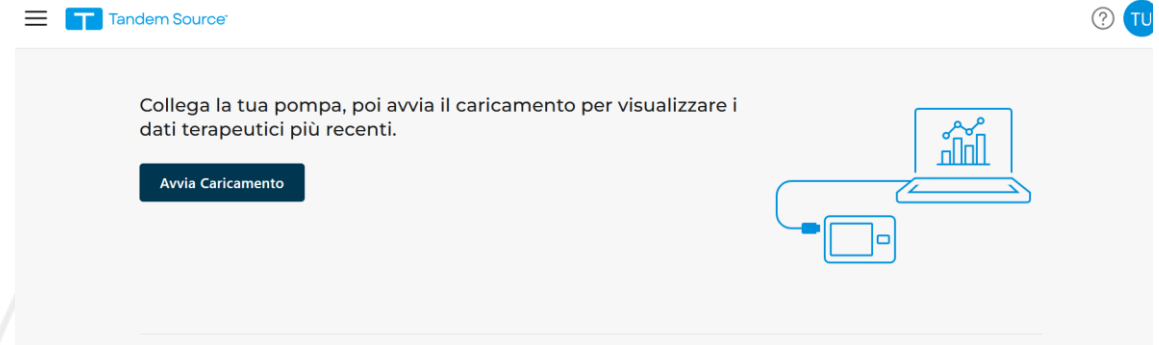 Tandem Source
? TU
Collega la tua pompa, poi avvia il caricamento per visualizzare i
dati terapeutici più recenti.
Avvia Caricamento